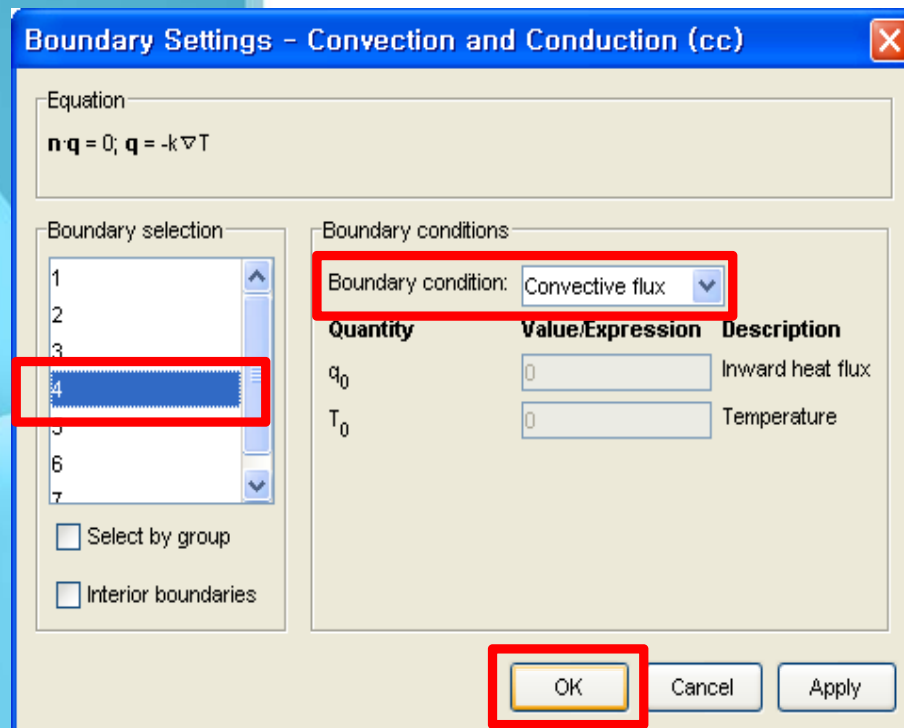 Boundary Settings - Convection and Conduction (cc)
Equation
n·q = 0; q = -k∇T
Boundary selection
1
2
3
4
5
6
7
Select by group
Interior boundaries
Boundary conditions
Boundary condition: Convective flux
Quantity Value/Expression Description
q0 0 Inward heat flux
T0 0 Temperature
OK Cancel Apply